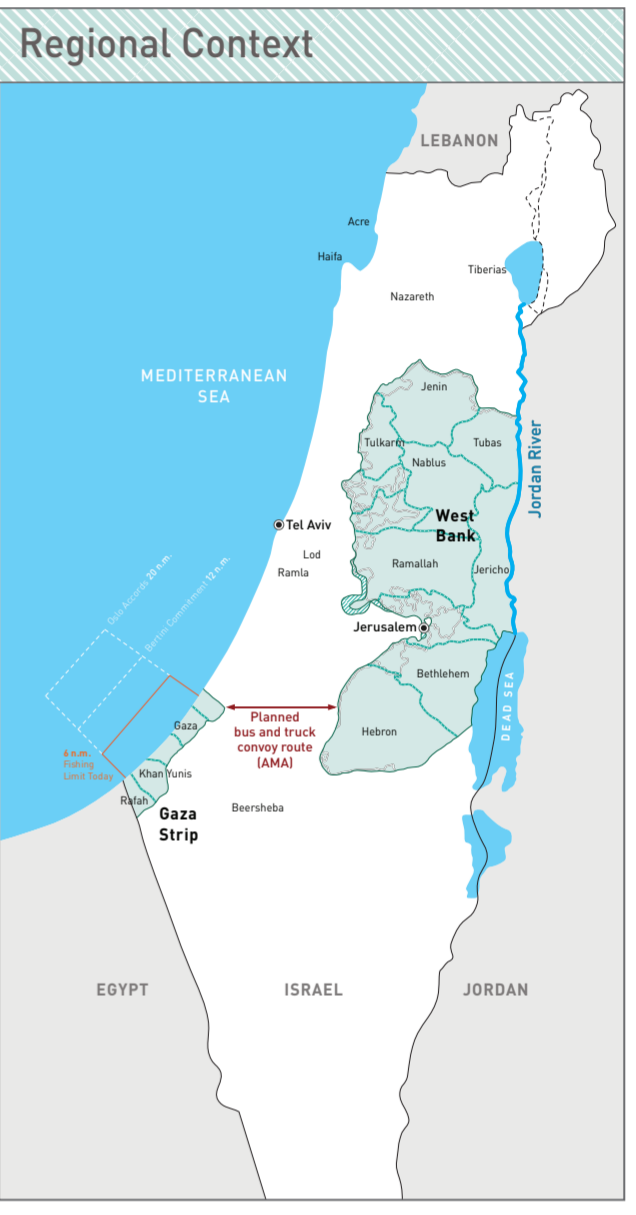 Regional Context
LEBANON
Acre
Haifa
Tiberias
Nazareth
MEDITERRANEAN
SEA
Jenin
Tulkarm
Tubas
Nablus
Jordan River
West
Bank
Tel Aviv
Lod
Ramla
Ramallah
Jericho
Oslo Accords 20 n.m.
Bertini Commitment 12 n.m.
Jerusalem
Bethlehem
DEAD SEA
Planned
bus and truck
convoy route
(AMA)
Gaza
Hebron
6 n.m.
Fishing
Limit Today
Khan Yunis
Rafah
Gaza
Strip
Beersheba
EGYPT
ISRAEL
JORDAN